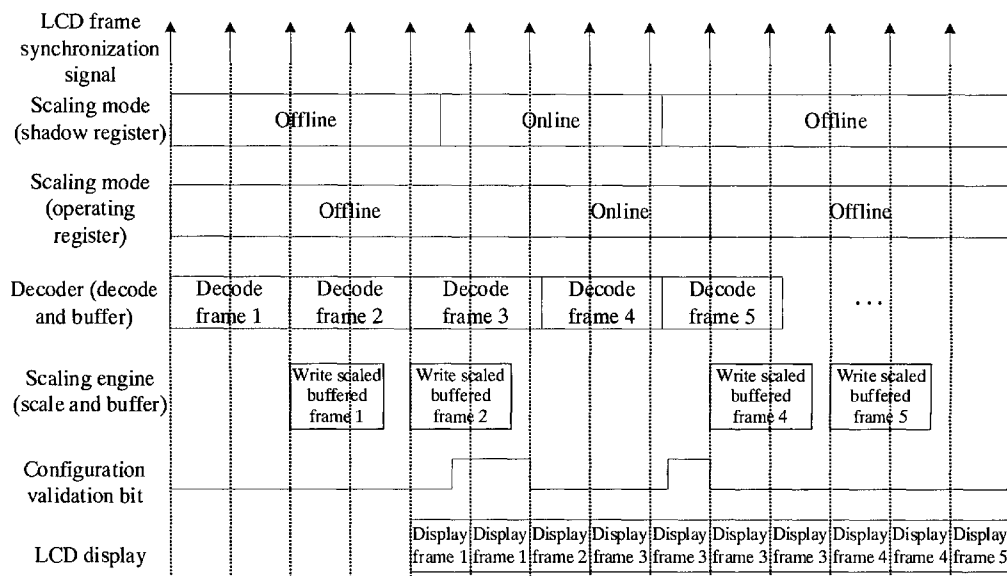 LCD frame
synchronization
signal
Scaling mode
(shadow register)
Offline
Online
Offline
Scaling mode
(operating
register)
Offline
Online
Offline
Decoder (decode
and buffer)
Decode
frame 1
Decode
frame 2
Decode
frame 3
Decode
frame 4
Decode
frame 5
...
Scaling engine
(scale and buffer)
Write scaled
buffered
frame 1
Write scaled
buffered
frame 2
Write scaled
buffered
frame 4
Write scaled
buffered
frame 5
Configuration
validation bit
LCD display
Display
frame 1
Display
frame 1
Display
frame 2
Display
frame 3
Display
frame 3
Display
frame 3
Display
frame 3
Display
frame 4
Display
frame 4
Display
frame 5